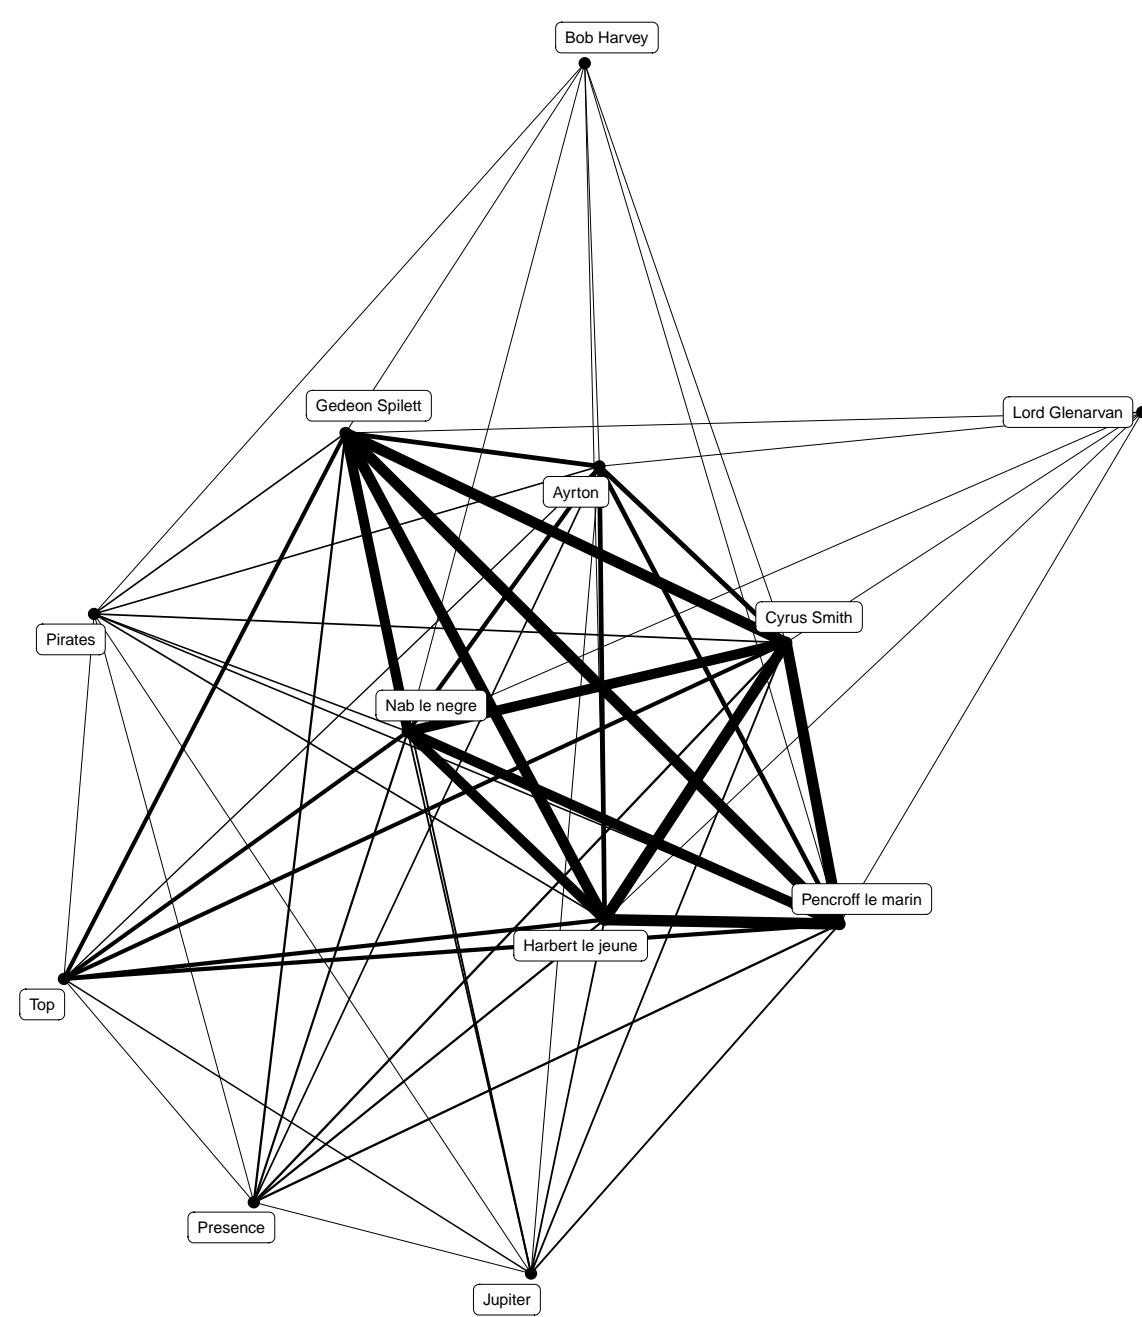 Bob Harvey
Gedeon Spilett
Lord Glenarvan
Ayrton
Cyrus Smith
Pirates
Nab le negre
Pencroff le marin
Harbert le jeune
Top
Presence
Jupiter